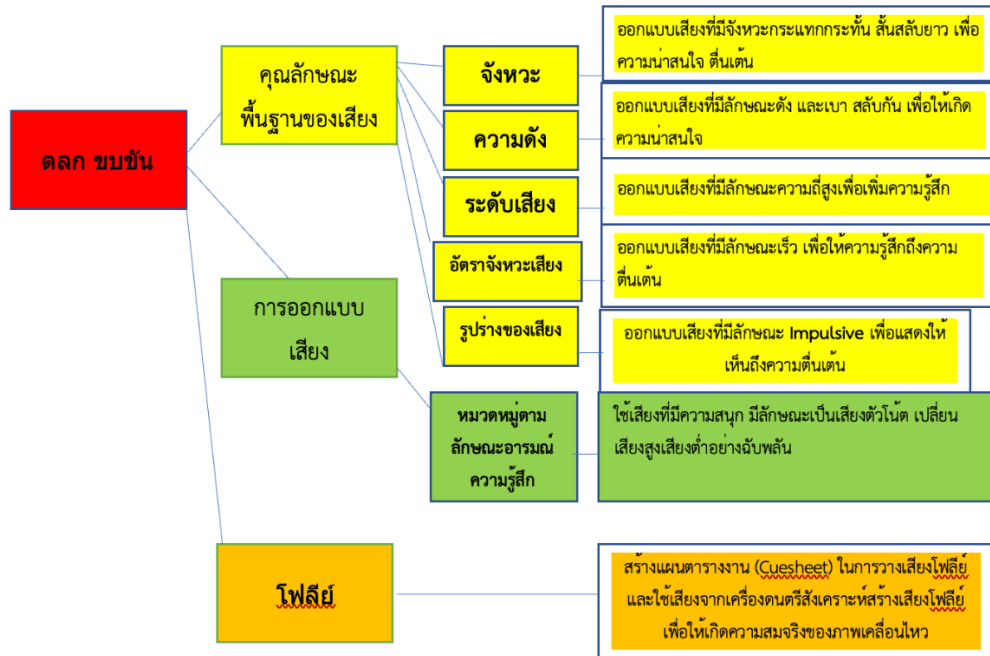 ตลก ขบขัน
คุณลักษณะ
พื้นฐานของเสียง
จังหวะ
ออกแบบเสียงที่มีจังหวะกระแทกกระทั้น สั้นสลับยาว เพื่อ
ความน่าสนใจ ตื่นเต้น
ความดัง
ออกแบบเสียงที่มีลักษณะดัง และเบา สลับกัน เพื่อให้เกิด
ความน่าสนใจ
ระดับเสียง
ออกแบบเสียงที่มีลักษณะความถี่สูงเพื่อเพิ่มความรู้สึก
อัตราจังหวะเสียง
ออกแบบเสียงที่มีลักษณะเร็ว เพื่อให้ความรู้สึกถึงความ
ตื่นเต้น
รูปร่างของเสียง
ออกแบบเสียงที่มีลักษณะ Impulsive เพื่อแสดงให้
เห็นถึงความตื่นเต้น
การออกแบบ
เสียง
หมวดหมู่ตาม
ลักษณะอารมณ์
ความรู้สึก
ใช้เสียงที่มีความสนุก มีลักษณะเป็นเสียงตัวโน้ต เปลี่ยน
เสียงสูงเสียงต่ำอย่างฉับพลัน
โฟลีย์
สร้างแผนตารางงาน (Cuesheet) ในการวางเสียงโฟลีย์
และใช้เสียงจากเครื่องดนตรีสังเคราะห์สร้างเสียงโฟลีย์
เพื่อให้เกิดความสมจริงของภาพเคลื่อนไหว